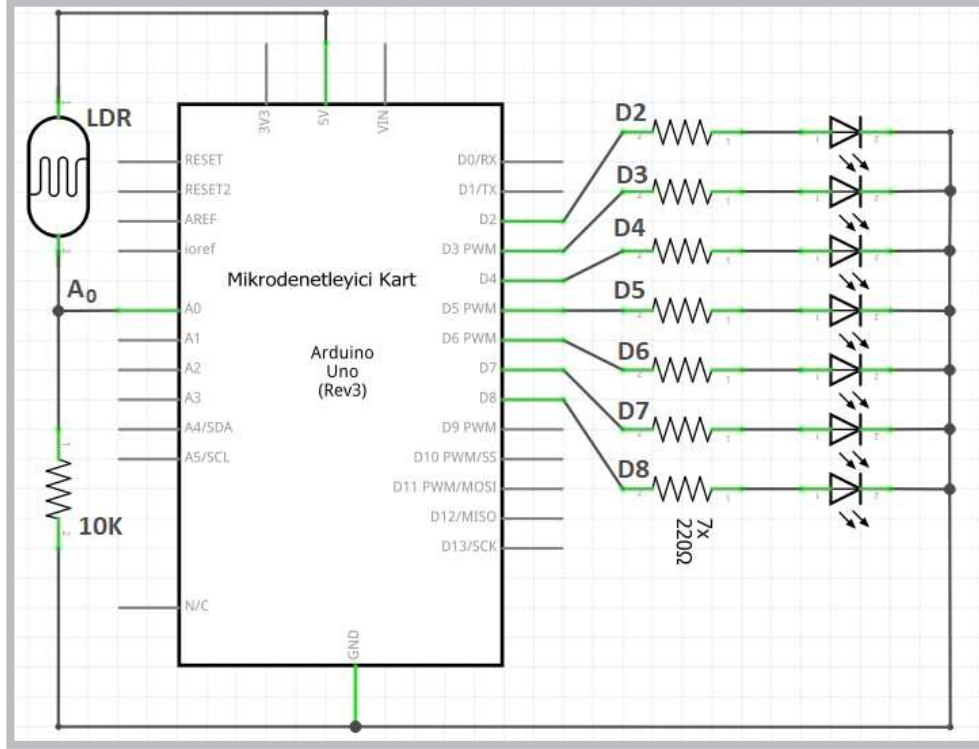 3V3
5V
VIN
LDR
RESET
RESET2
AREF
ioref
A0
A0
A1
A2
A3
A4/SDA
A5/SCL
N/C
10K
Mikrodenetleyici Kart
Arduino
Uno
(Rev3)
GND
D0/RX
D1/TX
D2
D3 PWM
D4
D5 PWM
D6 PWM
D7
D8
D9 PWM
D10 PWM/SS
D11 PWM/MOSI
D12/MISO
D13/SCK
D2
D3
D4
D5
D6
D7
D8
7x
220Ω